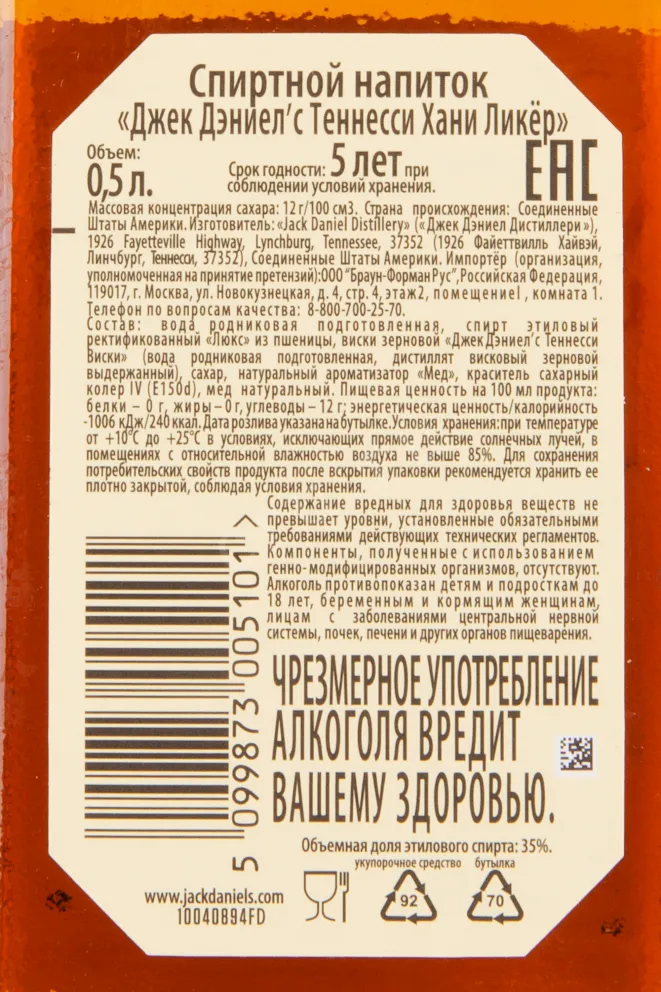 Спиртной напиток
«Джек Дэниел’с Теннесси Хани Ликёр»
Объем:
0,5 л.
Срок годности: 5 лет при
соблюдении условий хранения.
EAC
Массовая концентрация сахара: 12 г/100 см3. Страна происхождения: Соединенные
Штаты Америки. Изготовитель: «Jack Daniel Distillery» («Джек Дэниел Дистиллери»),
1926 Fayetteville Highway, Lynchburg, Tennessee, 37352 (1926 Файеттвилль Хайвэй,
Линчбург, Теннесси, 37352), Соединенные Штаты Америки. Импортёр (организация,
уполномоченная на принятие претензий):ООО "Браун-Форман Рус", Российская Федерация,
119017, г. Москва, ул. Новокузнецкая, д. 4, стр. 4, этаж2, помещениеI, комната 1.
Телефон по вопросам качества: 8-800-700-25-70.
Состав: вода родниковая подготовленная, спирт этиловый
ректификованный «Люкс» из пшеницы, виски зерновой «Джек Дэниел’с Теннесси
Виски» (вода родниковая подготовленная, дистиллят висковый зерновой
выдержанный), сахар, натуральный ароматизатор «Мед», краситель сахарный
колер IV (E150d), мед натуральный. Пищевая ценность на 100 мл продукта:
белки – 0 г, жиры – 0 г, углеводы – 12 г; энергетическая ценность/калорийность
-1006 кДж/240 ккал. Дата розлива указана на бутылке. Условия хранения:при температуре
от +10°С до +25°С в условиях, исключающих прямое действие солнечных лучей, в
помещениях с относительной влажностью воздуха не выше 85%. Для сохранения
потребительских свойств продукта после вскрытия упаковки рекомендуется хранить ее
плотно закрытой, соблюдая условия хранения.
Содержание вредных для здоровья веществ не
превышает уровни, установленные обязательными
требованиями действующих технических регламентов.
Компоненты, полученные с использованием
генно-модифицированных организмов, отсутствуют.
Алкоголь противопоказан детям и подросткам до
18 лет, беременным и кормящим женщинам,
лицам с заболеваниями центральной нервной
системы, почек, печени и других органов пищеварения.
5 099873 005101 >
ЧРЕЗМЕРНОЕ УПОТРЕБЛЕНИЕ
АЛКОГОЛЯ ВРЕДИТ
ВАШЕМУ ЗДОРОВЬЮ.
Объемная доля этилового спирта: 35%.
укупорочное средство бутылка
www.jackdaniels.com
10040894FD
92 70